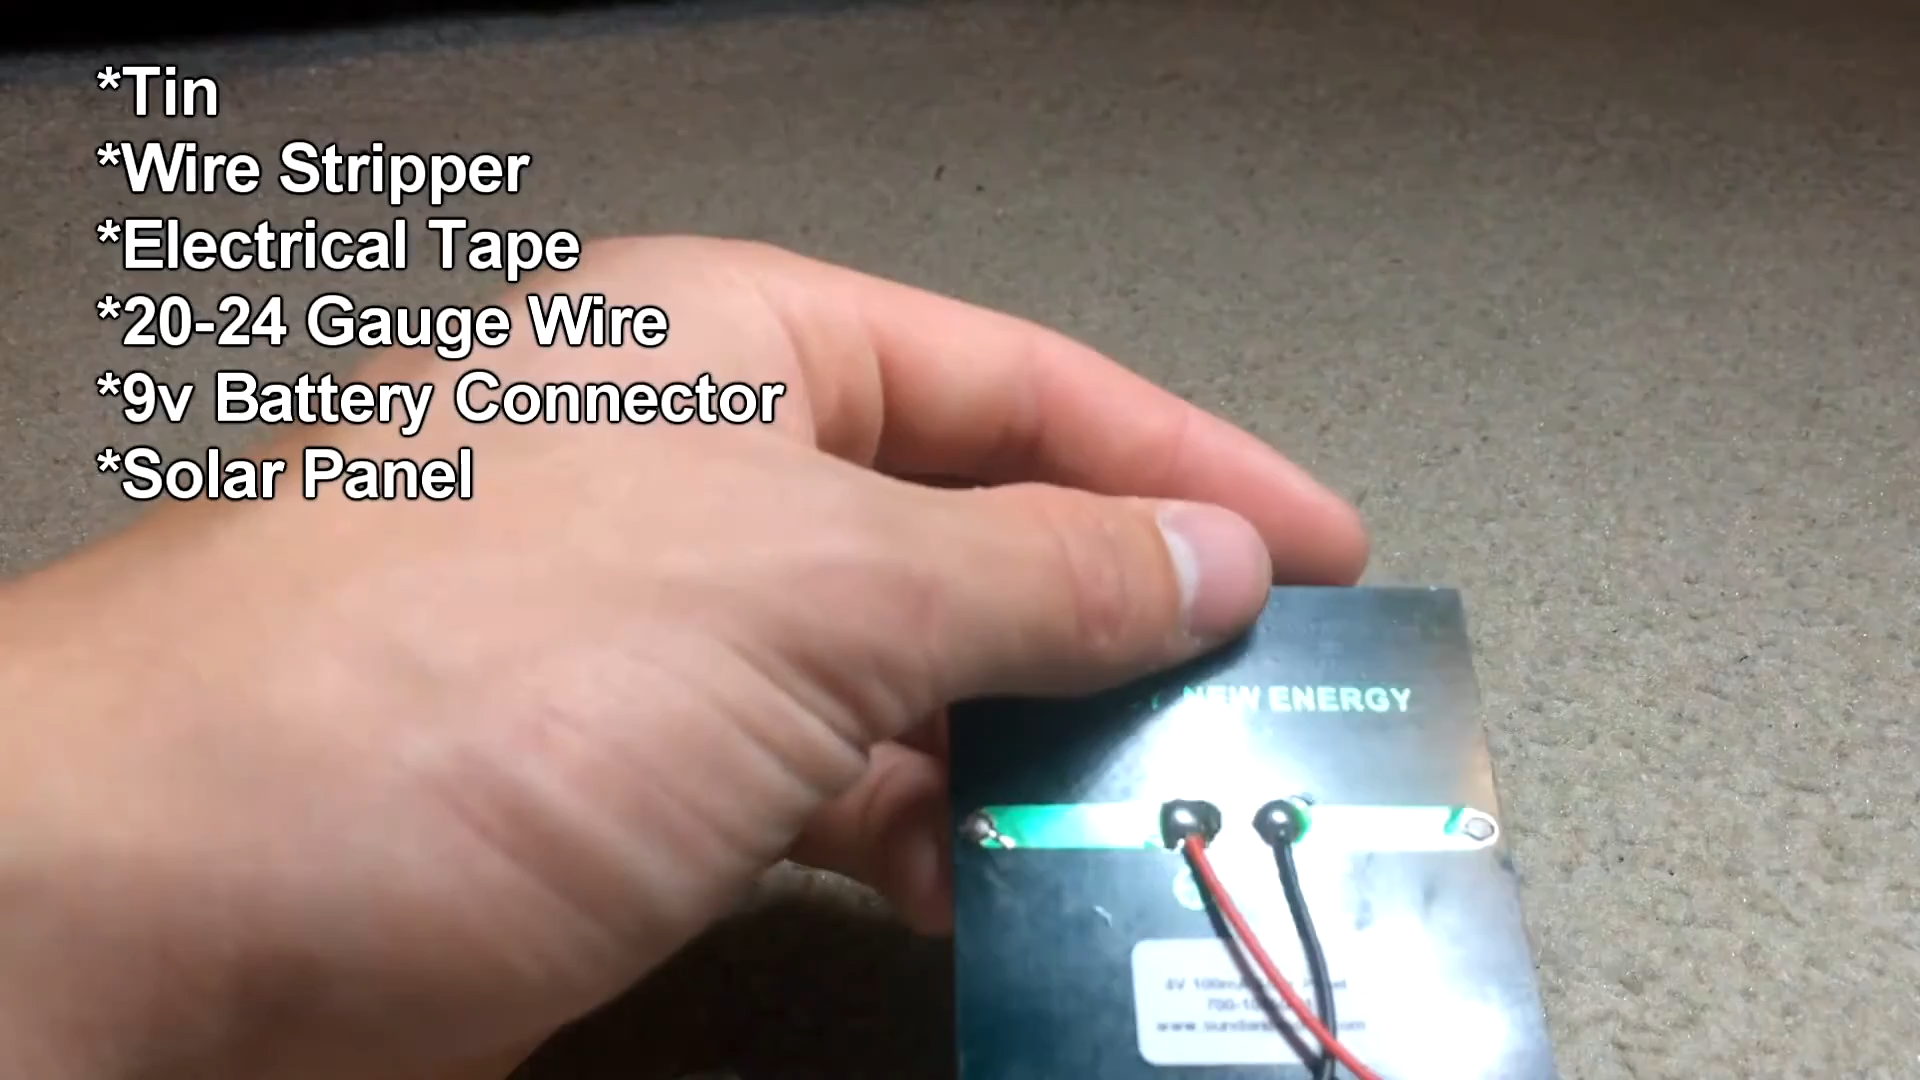 *Tin
*Wire Stripper
*Electrical Tape
*20-24 Gauge Wire
*9v Battery Connector
*Solar Panel
NEW ENERGY